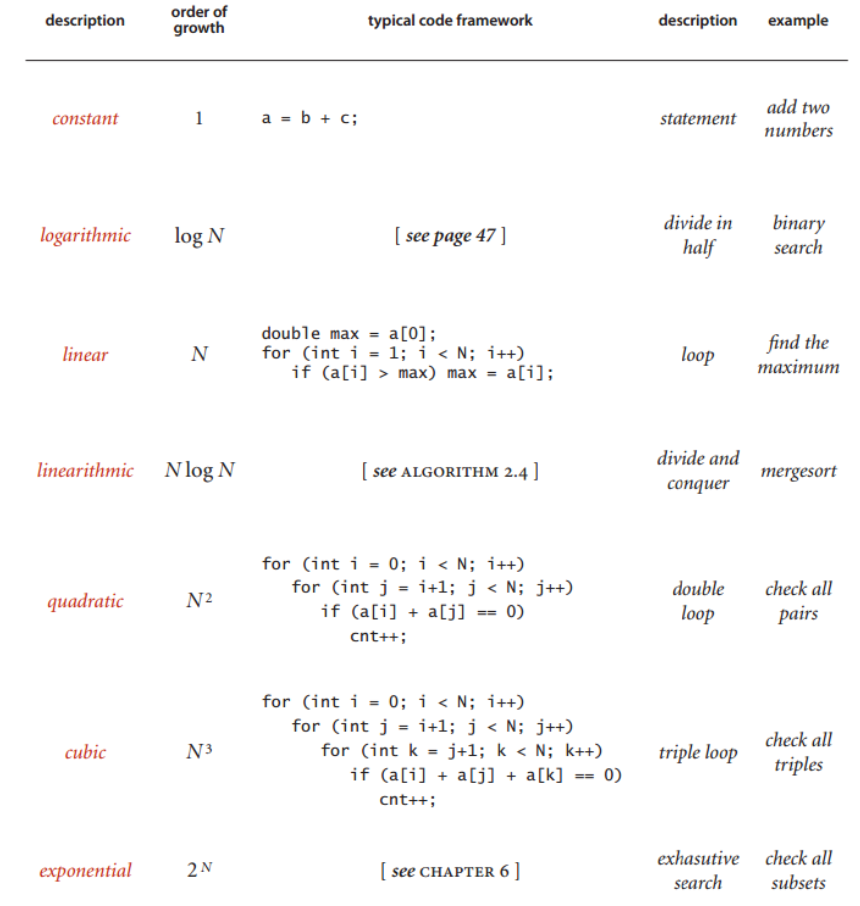 description order of growth typical code framework description example
constant 1 a = b + c; statement add two numbers
logarithmic log N [ see page 47 ] divide in half binary search
linear N double max = a[0];
for (int i = 1; i < N; i++)
if (a[i] > max) max = a[i];
loop find the maximum
linearithmic N log N [ see ALGORITHM 2.4 ] divide and conquer mergesort
quadratic N² for (int i = 0; i < N; i++)
for (int j = i+1; j < N; j++)
if (a[i] + a[j] == 0)
cnt++;
double loop check all pairs
cubic N³ for (int i = 0; i < N; i++)
for (int j = i+1; j < N; j++)
for (int k = j+1; k < N; k++)
if (a[i] + a[j] + a[k] == 0)
cnt++;
triple loop check all triples
exponential 2ᴺ [ see CHAPTER 6 ] exhasutive search check all subsets